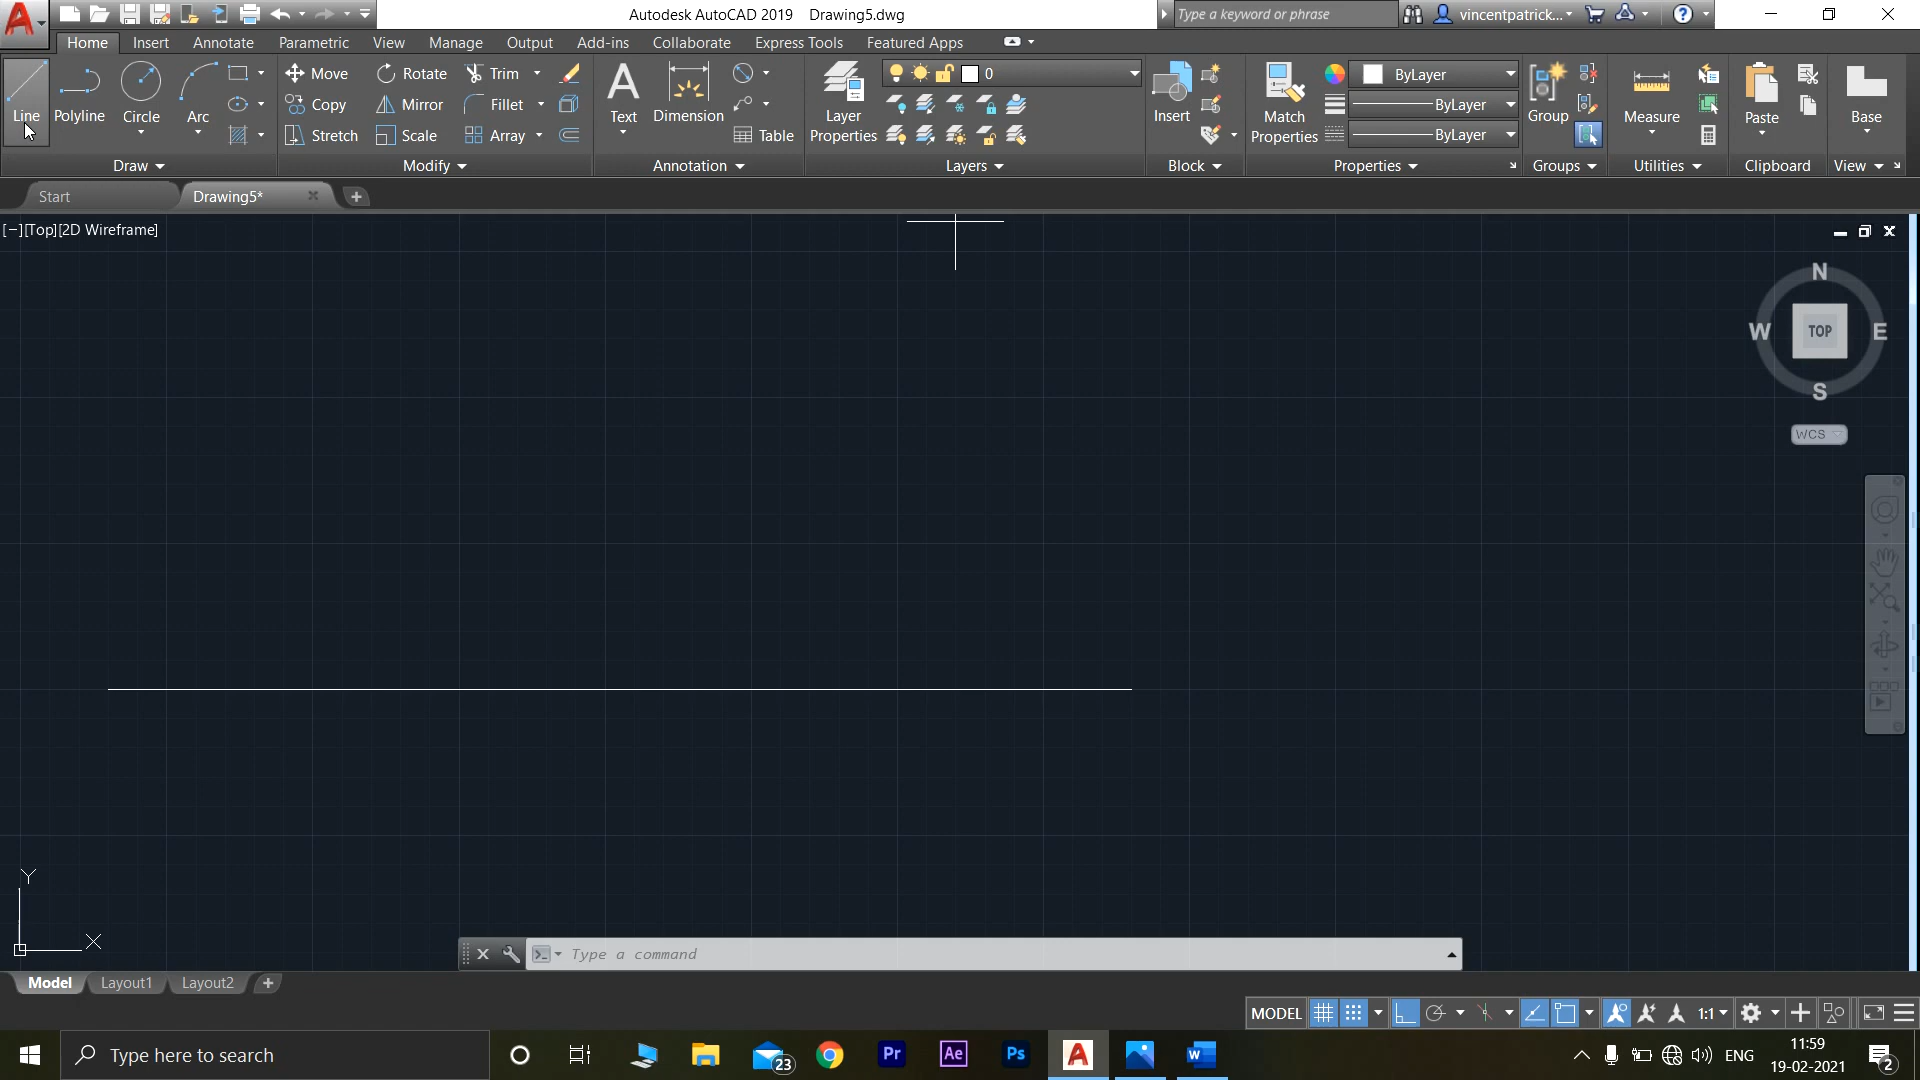 Autodesk AutoCAD 2019 Drawing5.dwg
Type a keyword or phrase
vincentpatrick...
Home Insert Annotate Parametric View Manage Output Add-ins Collaborate Express Tools Featured Apps
Line Polyline Circle Arc
Move Rotate Trim
Copy Mirror Fillet
Stretch Scale Array
Text Dimension Table
Layer Properties
0
Insert
Match Properties
ByLayer
ByLayer
ByLayer
Group
Measure
Paste
Base
Draw Modify Annotation Layers Block Properties Groups Utilities Clipboard View
Start Drawing5*
[−][Top][2D Wireframe]
N
W TOP E
S
WCS
Y
X
Type a command
Model Layout1 Layout2
MODEL 1:1
Type here to search
23
Pr Ae Ps A W
ENG
11:59
19-02-2021
2